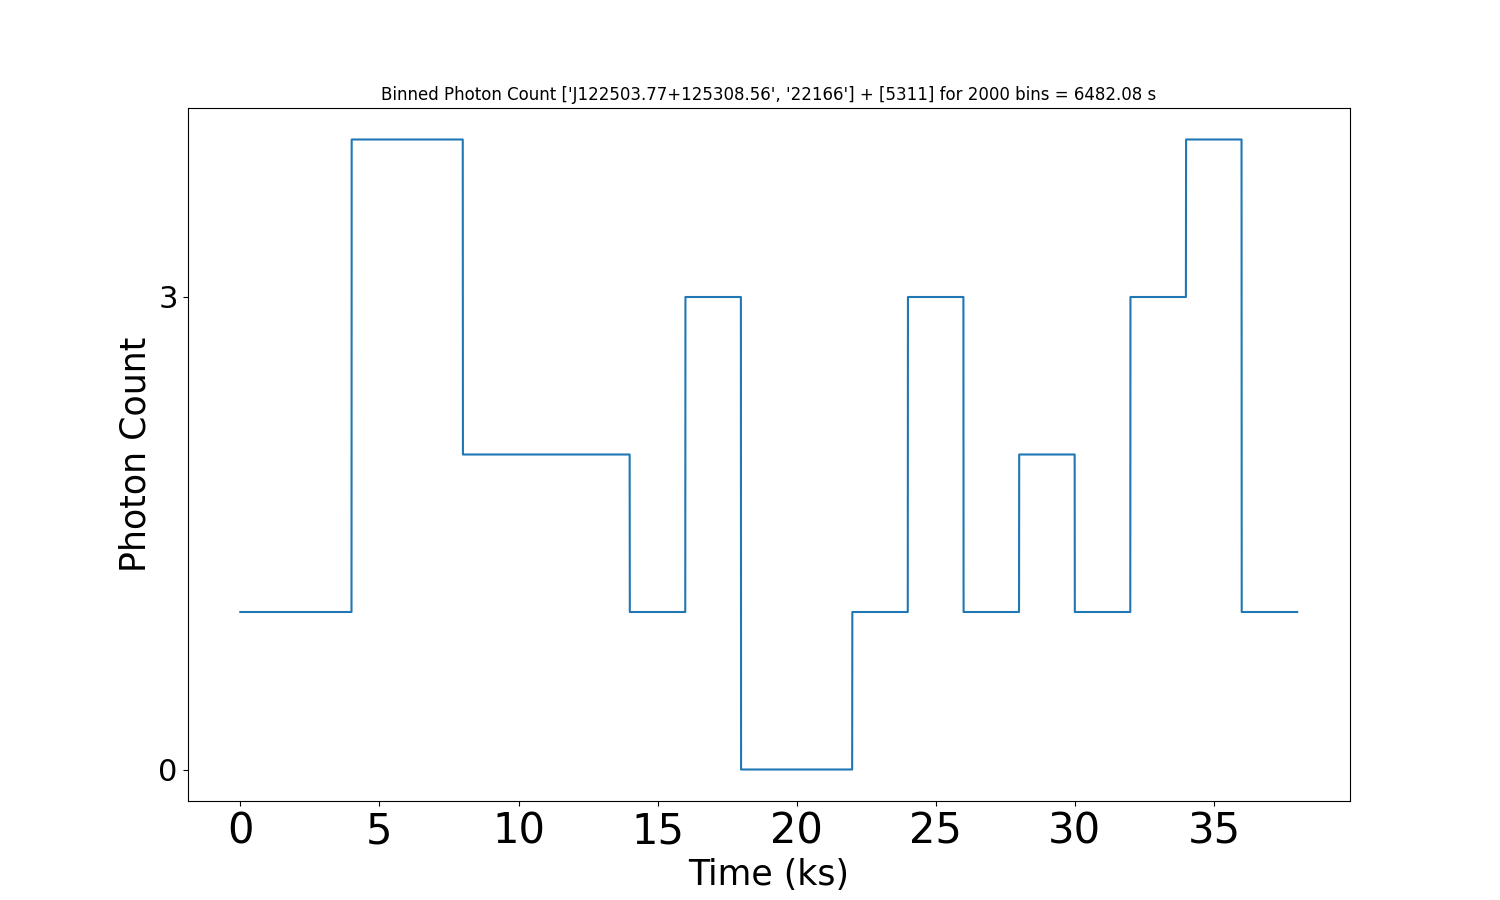 Binned Photon Count ['J122503.77+125308.56', '22166'] + [5311] for 2000 bins = 6482.08 s
Photon Count
3
0
0 5 10 15 20 25 30 35
Time (ks)